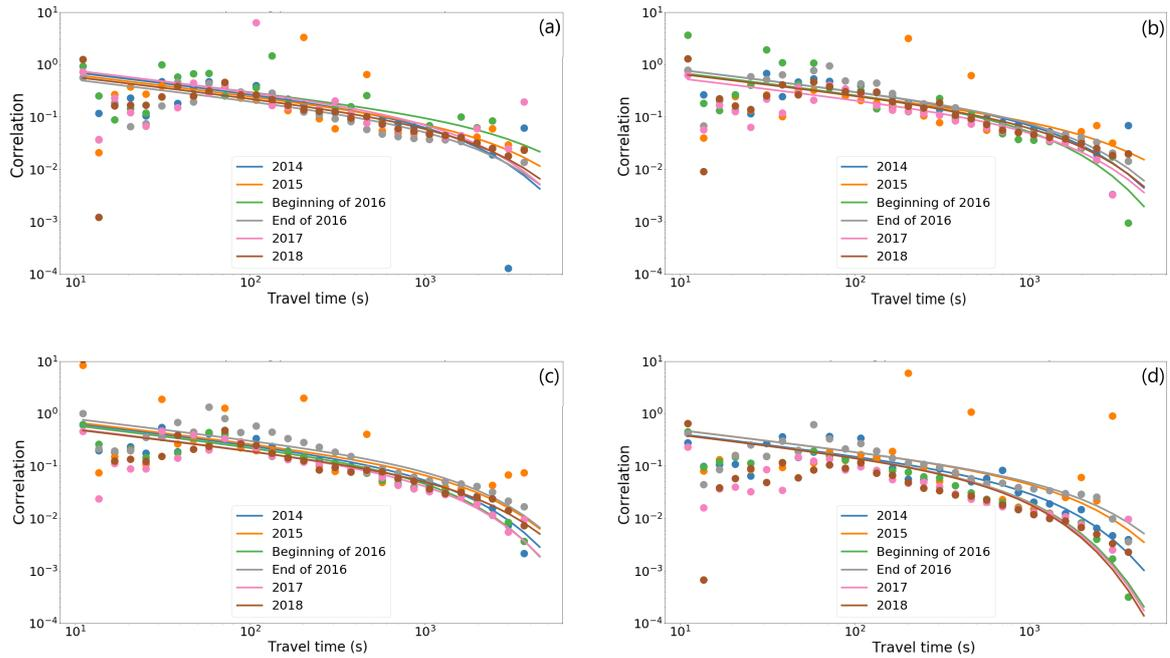 (a)
10¹
10⁰
10⁻¹
10⁻²
10⁻³
10⁻⁴
Correlation
2014
2015
Beginning of 2016
End of 2016
2017
2018
10¹ 10² 10³
Travel time (s)
(b)
10¹
10⁰
10⁻¹
10⁻²
10⁻³
10⁻⁴
Correlation
2014
2015
Beginning of 2016
End of 2016
2017
2018
10¹ 10² 10³
Travel time (s)
(c)
10¹
10⁰
10⁻¹
10⁻²
10⁻³
10⁻⁴
Correlation
2014
2015
Beginning of 2016
End of 2016
2017
2018
10¹ 10² 10³
Travel time (s)
(d)
10¹
10⁰
10⁻¹
10⁻²
10⁻³
10⁻⁴
Correlation
2014
2015
Beginning of 2016
End of 2016
2017
2018
10¹ 10² 10³
Travel time (s)